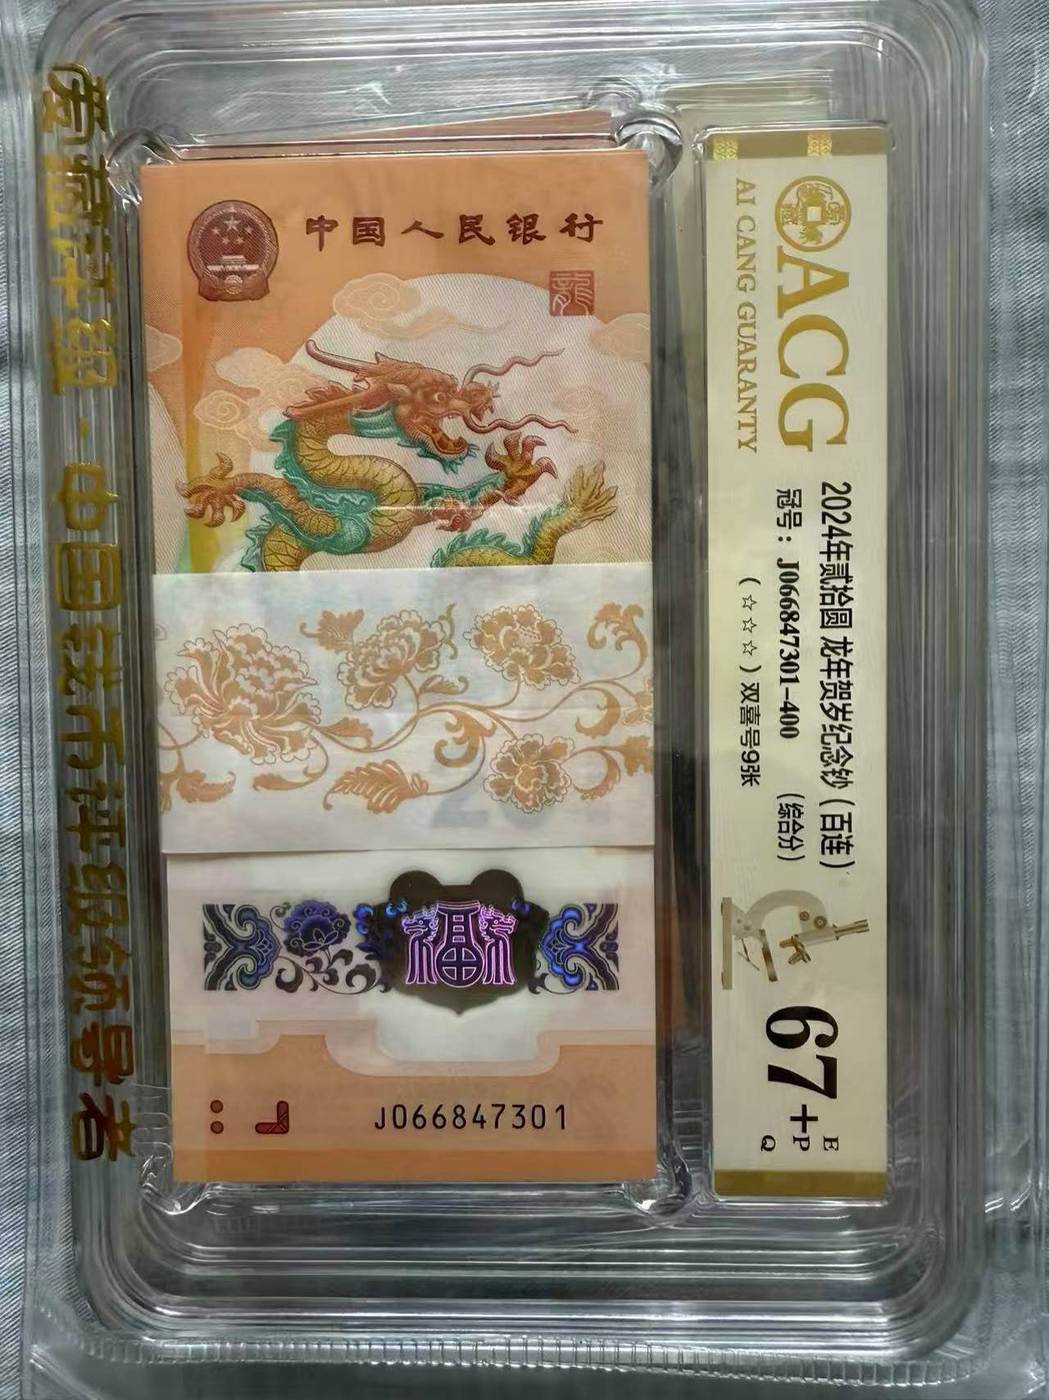 爱藏评级·中国钱币评级领导者
中国人民银行
龍
福
J066847301
ACG
AI CANG GUARANTY
2024年贰拾圆 龙年贺岁纪念钞（百连）
冠号：J066847301-400 （综合分）
（☆☆☆）双喜号9张
67+
E
P
Q